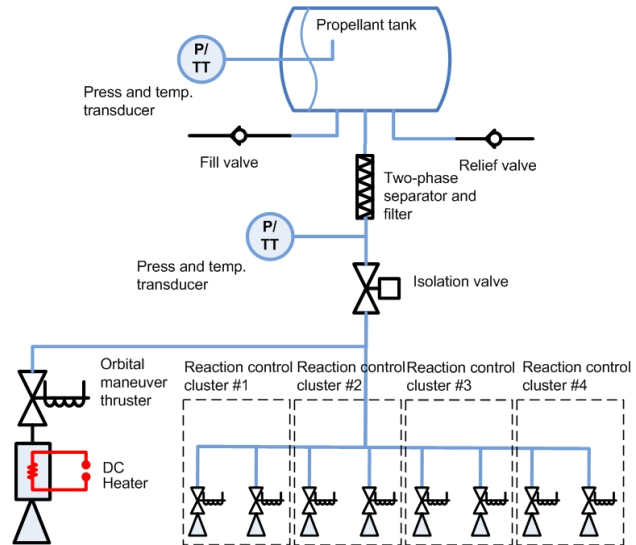 Propellant tank
P/
TT
Press and temp.
transducer
Fill valve
Relief valve
Two-phase
separator and
filter
P/
TT
Press and temp.
transducer
Isolation valve
Orbital
maneuver
thruster
Reaction control
cluster #1
Reaction control
cluster #2
Reaction control
cluster #3
Reaction control
cluster #4
DC
Heater